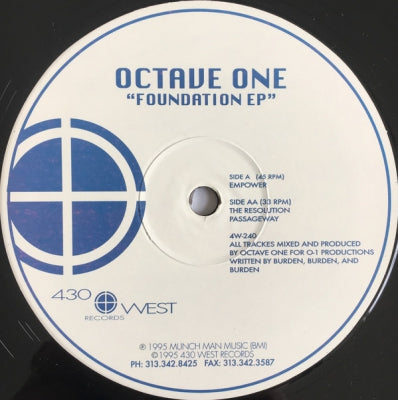 OCTAVE ONE
"FOUNDATION EP"
SIDE A (45 RPM)
EMPOWER
SIDE AA (33 RPM)
THE RESOLUTION
PASSAGEWAY
4W-240
ALL TRACKES MIXED AND PRODUCED
BY OCTAVE ONE FOR O-1 PRODUCTIONS
WRITTEN BY BURDEN, BURDEN, AND
BURDEN
430 WEST
RECORDS
℗ 1995 MUNCH MAN MUSIC (BMI)
©1995 430 WEST RECORDS
PH: 313.342.8425 FAX: 313.342.3587